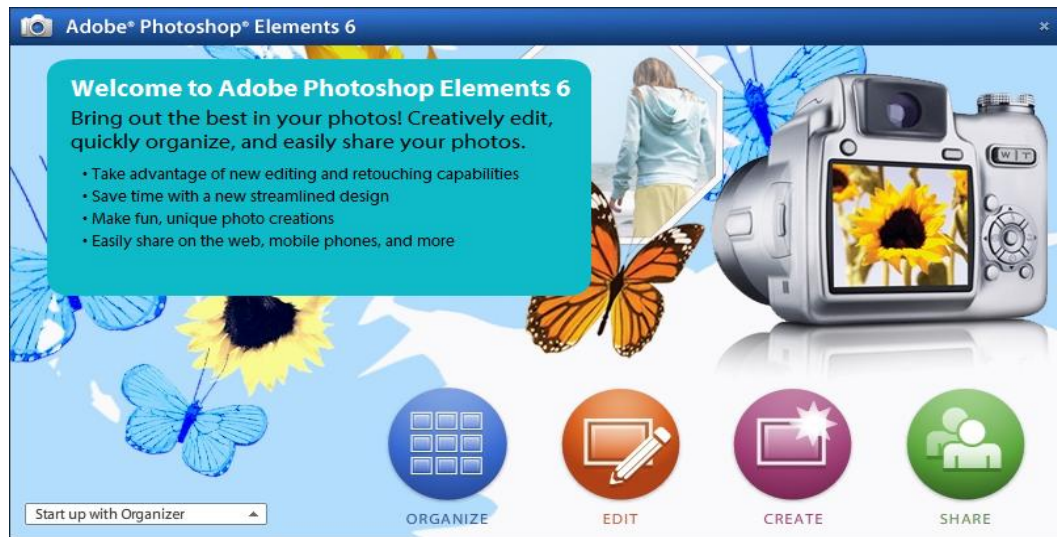 Adobe® Photoshop® Elements 6
Welcome to Adobe Photoshop Elements 6
Bring out the best in your photos! Creatively edit,
quickly organize, and easily share your photos.
• Take advantage of new editing and retouching capabilities
• Save time with a new streamlined design
• Make fun, unique photo creations
• Easily share on the web, mobile phones, and more
W T
Start up with Organizer
ORGANIZE
EDIT
CREATE
SHARE